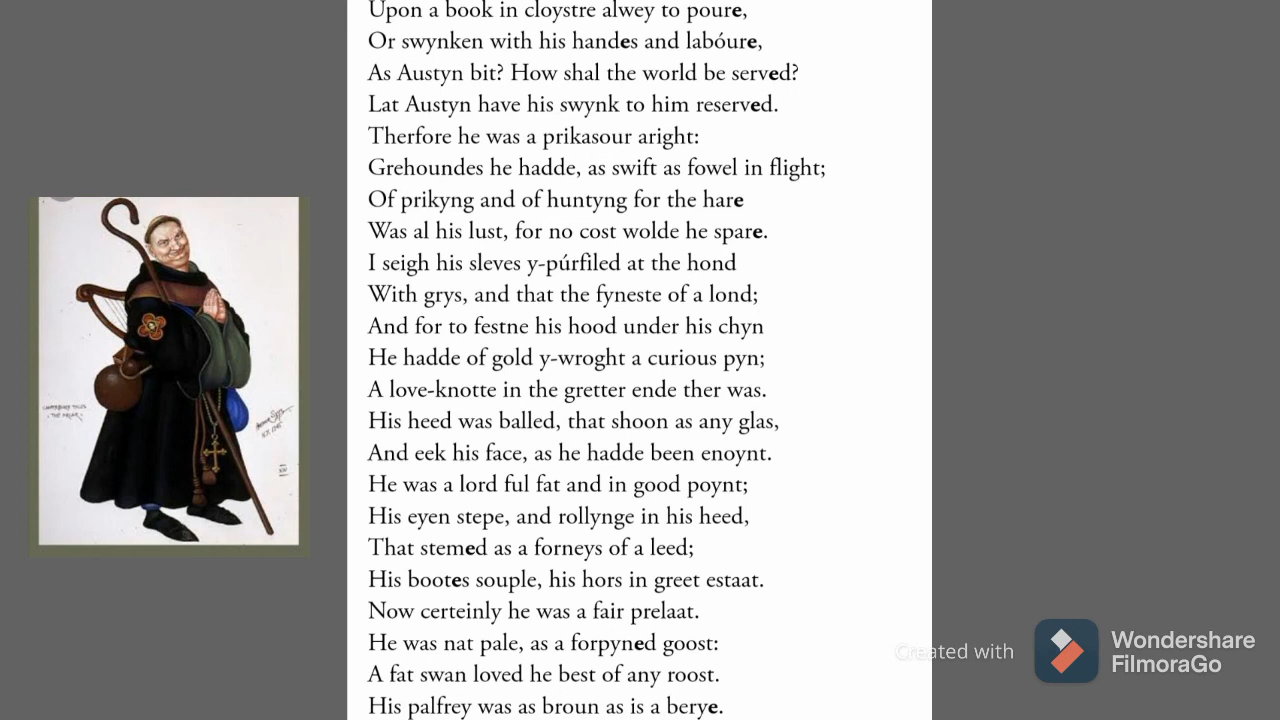 Upon a book in cloystre alwey to poure,
Or swynken with his handes and labóure,
As Austyn bit? How shal the world be served?
Lat Austyn have his swynk to him reserved.
Therfore he was a prikasour aright:
Grehoundes he hadde, as swift as fowel in flight;
Of prikyng and of huntyng for the hare
Was al his lust, for no cost wolde he spare.
I seigh his sleves y-púrfiled at the hond
With grys, and that the fyneste of a lond;
And for to festne his hood under his chyn
He hadde of gold y-wroght a curious pyn;
A love-knotte in the gretter ende ther was.
His heed was balled, that shoon as any glas,
And eek his face, as he hadde been enoynt.
He was a lord ful fat and in good poynt;
His eyen stepe, and rollynge in his heed,
That stemed as a forneys of a leed;
His bootes souple, his hors in greet estaat.
Now certeinly he was a fair prelaat.
He was nat pale, as a forpyned goost:
A fat swan loved he best of any roost.
His palfrey was as broun as is a berye.
CANTERBURY TALES
- THE FRIAR -
Created with
Wondershare
FilmoraGo